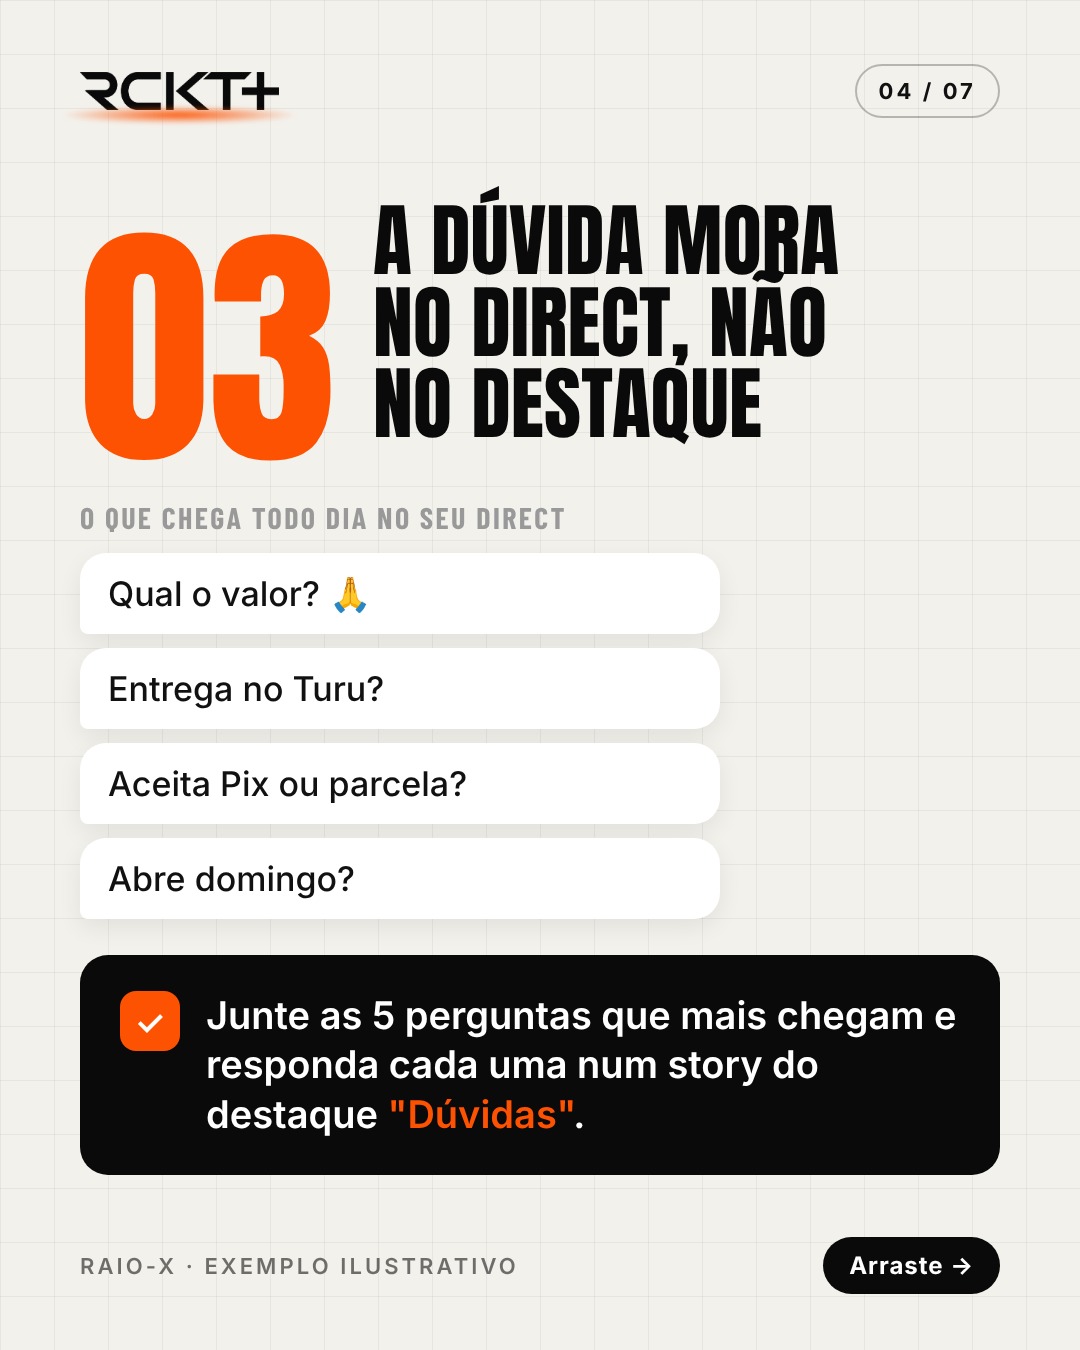 RCKT+
04 / 07
03
A DÚVIDA MORA
NO DIRECT, NÃO
NO DESTAQUE
O QUE CHEGA TODO DIA NO SEU DIRECT
Qual o valor? 🙏
Entrega no Turu?
Aceita Pix ou parcela?
Abre domingo?
Junte as 5 perguntas que mais chegam e
responda cada uma num story do
destaque "Dúvidas".
RAIO-X · EXEMPLO ILUSTRATIVO
Arraste →